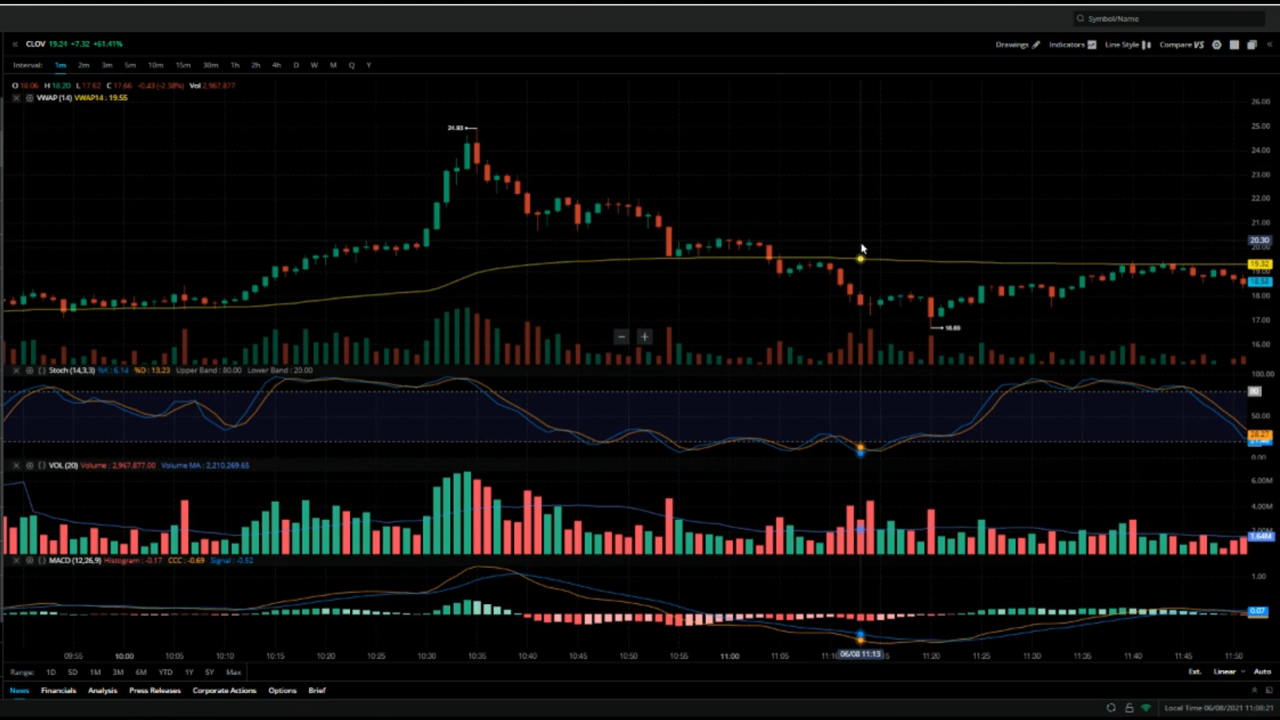 Symbol/Name
CLOV 19.24 +7.32 +61.41% Drawings Indicators Line Style Compare VS
Interval: 1m 2m 3m 5m 10m 15m 30m 1h 2h 4h D W M Q Y
O 18.06 H 18.20 L 17.62 C 17.66 -0.43 (-2.38%) Vol 2,967,877
VWAP (14) VWAP14 : 19.55
26.00
25.00
24.93
24.00
23.00
22.00
21.00
20.30
20.00
19.32
19.00
18.00
17.00
16.00
Stoch (14,3,3) %K : 6.14 %D : 13.23 Upper Band : 80.00 Lower Band : 20.00
100.00
80
50.00
0.00
VOL (20) Volume : 2,967,877.00 Volume MA : 2,210,269.65
6.00M
4.00M
2.00M
1.64M
MACD (12,26,9) Histogram : -0.17 CCC : -0.69 Signal : -0.52
1.00
0.07
09:55 10:00 10:05 10:10 10:15 10:20 10:25 10:30 10:35 10:40 10:45 10:50 10:55 11:00 11:05 06/08 11:13 11:20 11:25 11:30 11:35 11:40 11:45 11:50
Range: 1D 5D 1M 3M 6M YTD 1Y 5Y Max Ext. Linear Auto
News Financials Analysis Press Releases Corporate Actions Options Brief
Local Time 06/08/2021 11:08:21